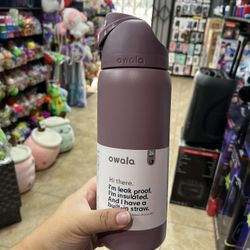 owala
owala
Hi there.
I'm leak proof.
I'm insulated.
And I have a
built-in straw.